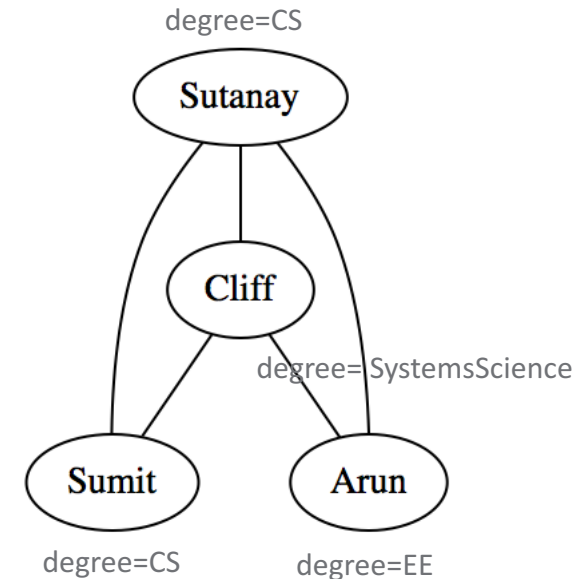 degree=CS
Sutanay
Cliff
degree= SystemsScience
Sumit
Arun
degree=CS
degree=EE